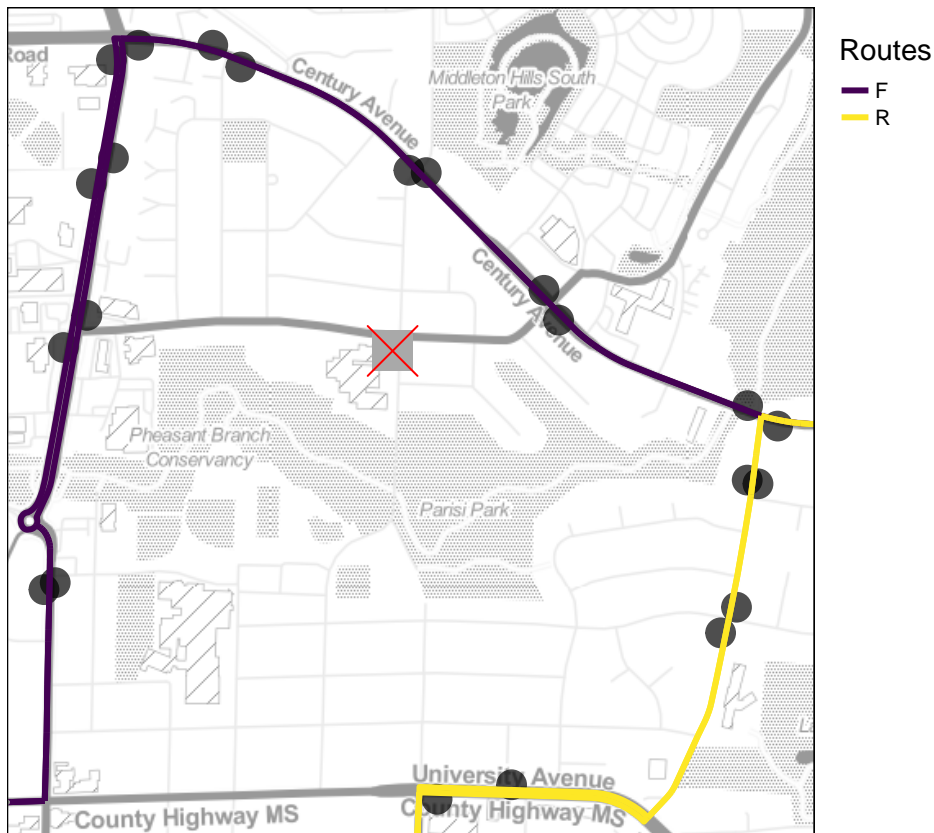 Routes
F
R
Road
Century Avenue
Middleton Hills South
Park
Century Avenue
Pheasant Branch
Conservancy
Parisi Park
University Avenue
County Highway MS
County Highway MS